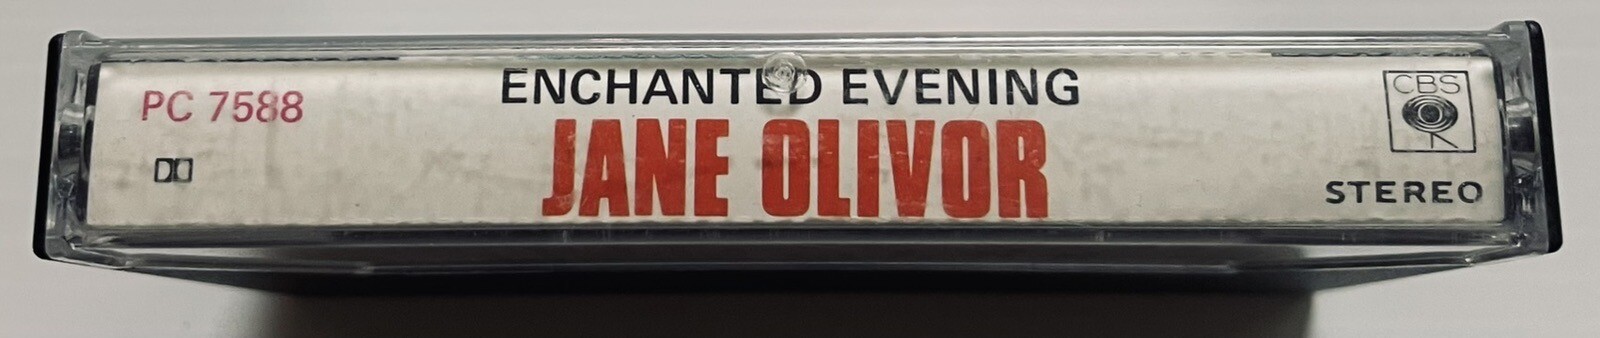 PC 7588
ENCHANTED EVENING
JANE OLIVOR
CBS
STEREO